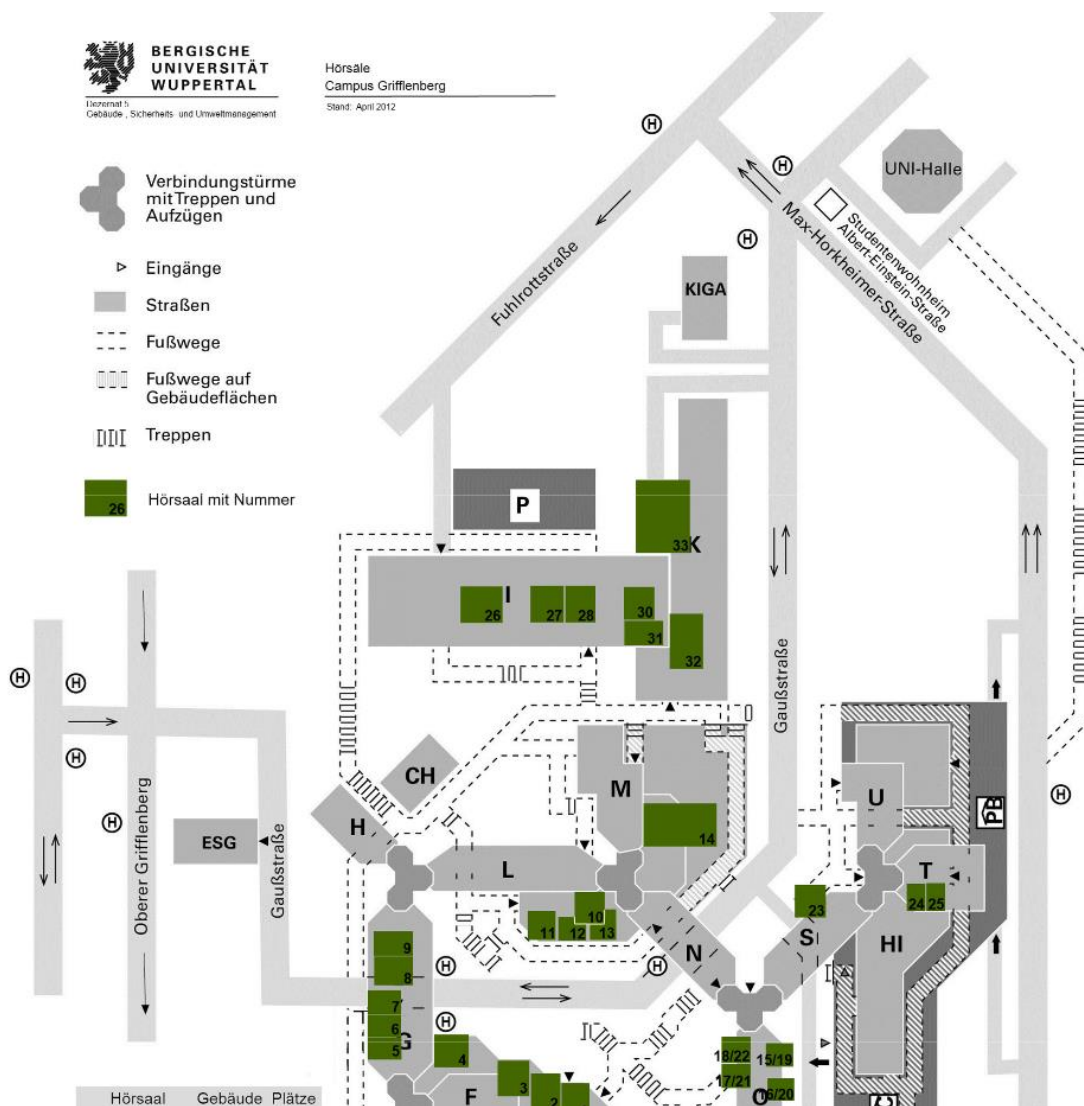 BERGISCHE
UNIVERSITÄT
WUPPERTAL
Dezernat 5
Gebäude , Sicherheits- und Umweltmanagement
Hörsäle
Campus Grifflenberg
Stand: April 2012
Verbindungstürme
mit Treppen und
Aufzügen
Eingänge
Straßen
Fußwege
Fußwege auf
Gebäudeflächen
Treppen
26
Hörsaal mit Nummer
H
H
H
UNI-Halle
Fuhlrottstraße
Max-Horkheimer-Straße
Studentenwohnheim
Albert-Einstein-Straße
KIGA
P
33
K
I
26
27
28
30
31
32
Gaußstraße
H
H
H
H
H
Oberer Grifflenberg
Gaußstraße
ESG
CH
H
M
14
U
PB
L
10
11
12
13
T
24
25
23
S
HI
N
9
8
7
6
5
G
H
H
H
4
F
3
2
18/22
15/19
17/21
16/20
O
Hörsaal Gebäude Plätze